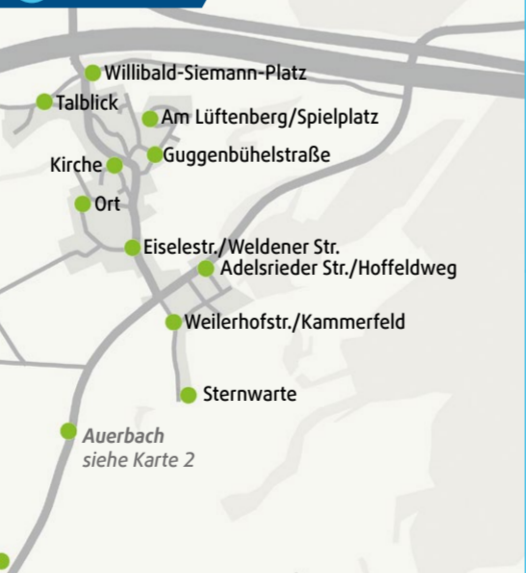 Willibald-Siemann-Platz
Talblick
Am Lüftenberg/Spielplatz
Guggenbühelstraße
Kirche
Ort
Eiselestr./Weldener Str.
Adelsrieder Str./Hoffeldweg
Weilerhofstr./Kammerfeld
Sternwarte
Auerbach
siehe Karte 2